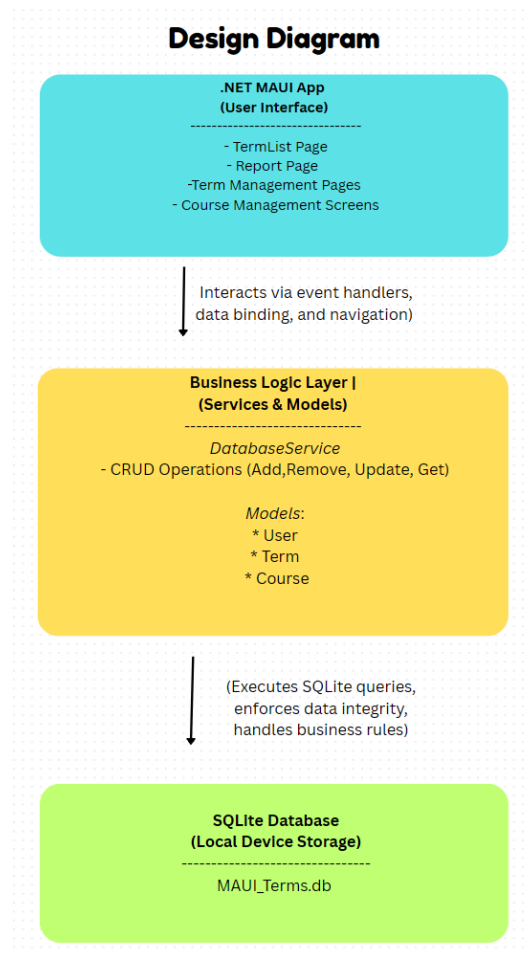 Design Diagram
.NET MAUI App
(User Interface)
--------------------------------
- TermList Page
- Report Page
-Term Management Pages
- Course Management Screens
Interacts via event handlers,
data binding, and navigation)
Business Logic Layer |
(Services & Models)
------------------------------
DatabaseService
- CRUD Operations (Add,Remove, Update, Get)
Models:
* User
* Term
* Course
(Executes SQLite queries,
enforces data integrity,
handles business rules)
SQLite Database
(Local Device Storage)
--------------------------------
MAUI_Terms.db